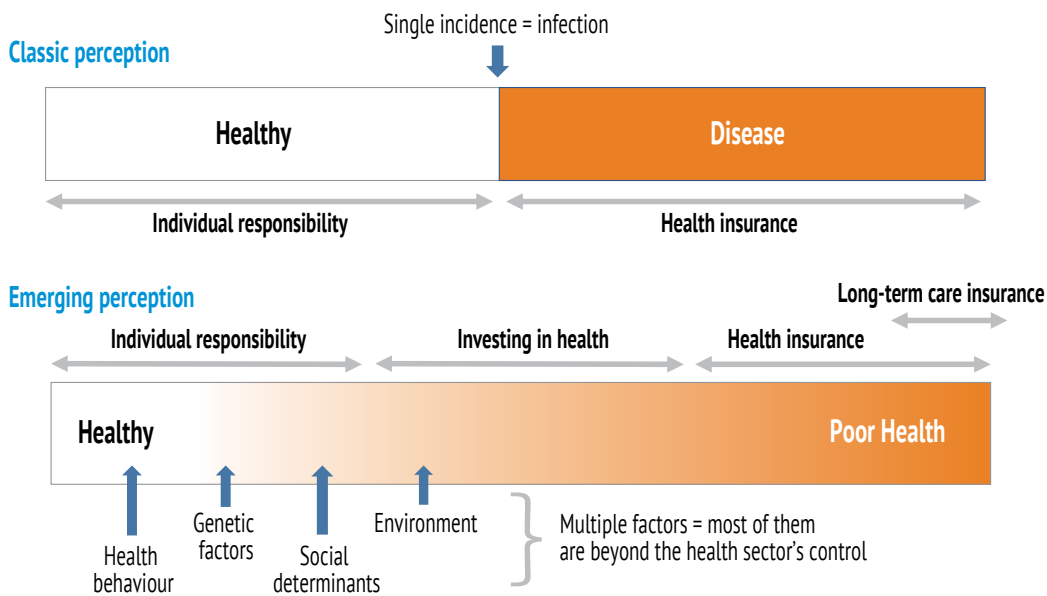 Single incidence = infection
Classic perception
Healthy
Disease
Individual responsibility
Health insurance
Emerging perception
Long-term care insurance
Individual responsibility
Investing in health
Health insurance
Healthy
Poor Health
Health
behaviour
Genetic
factors
Social
determinants
Environment
Multiple factors = most of them
are beyond the health sector's control